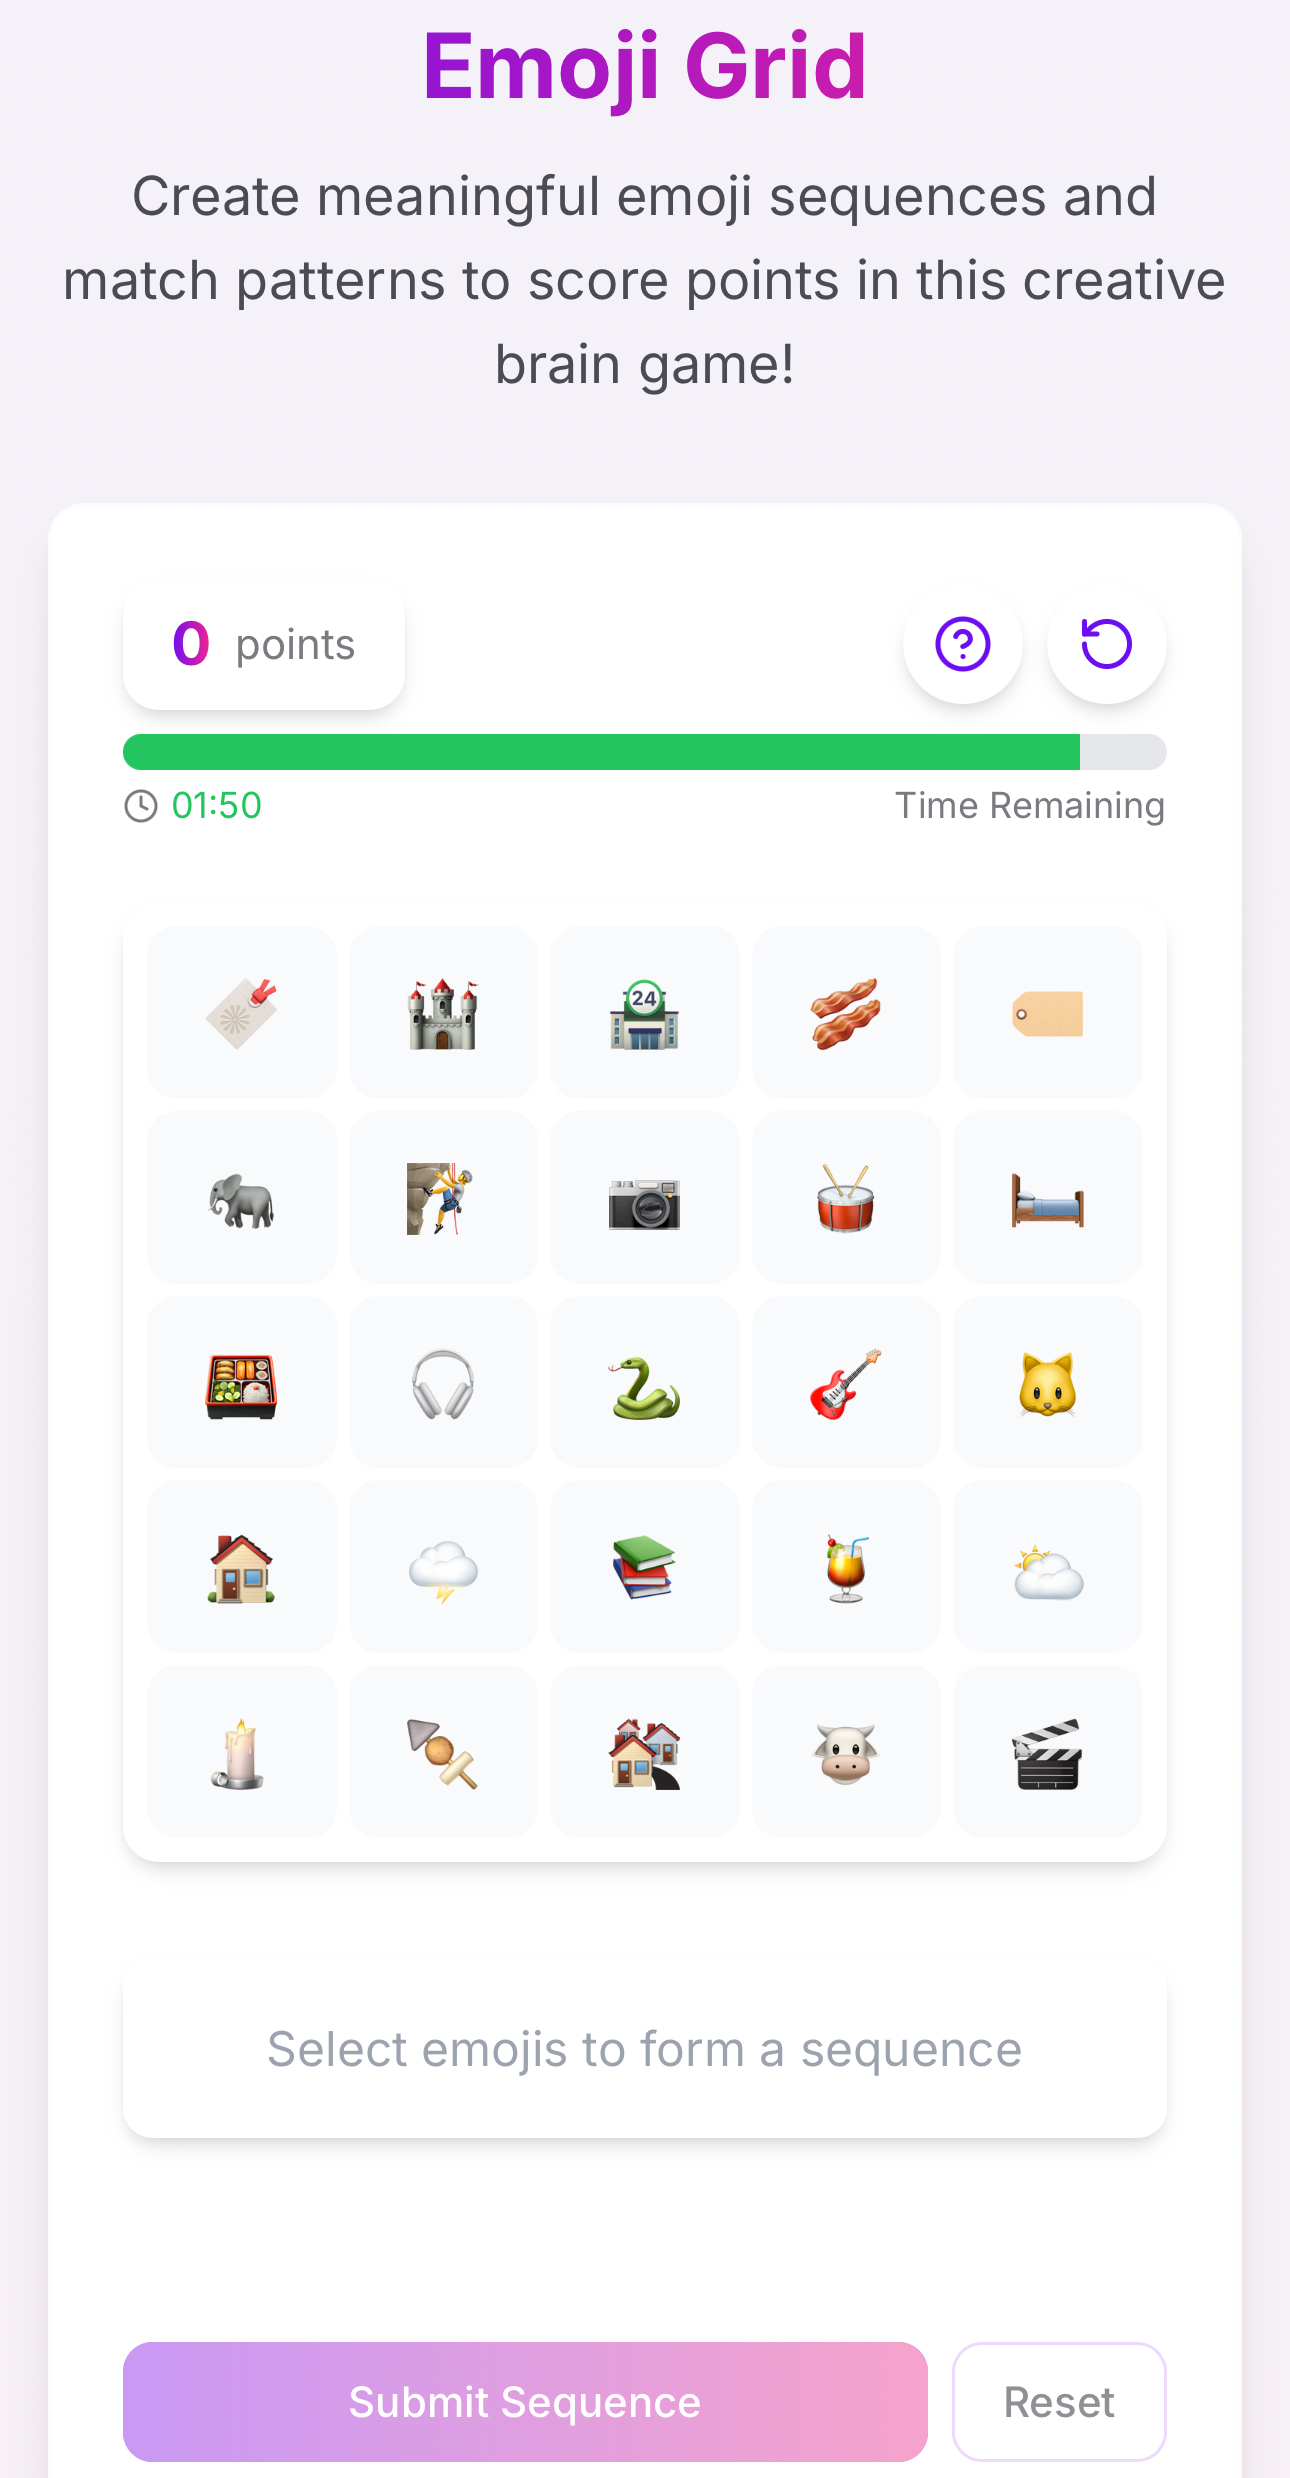 Emoji Grid
Create meaningful emoji sequences and
match patterns to score points in this creative
brain game!
0 points
01:50
Time Remaining
24
Select emojis to form a sequence
Submit Sequence
Reset